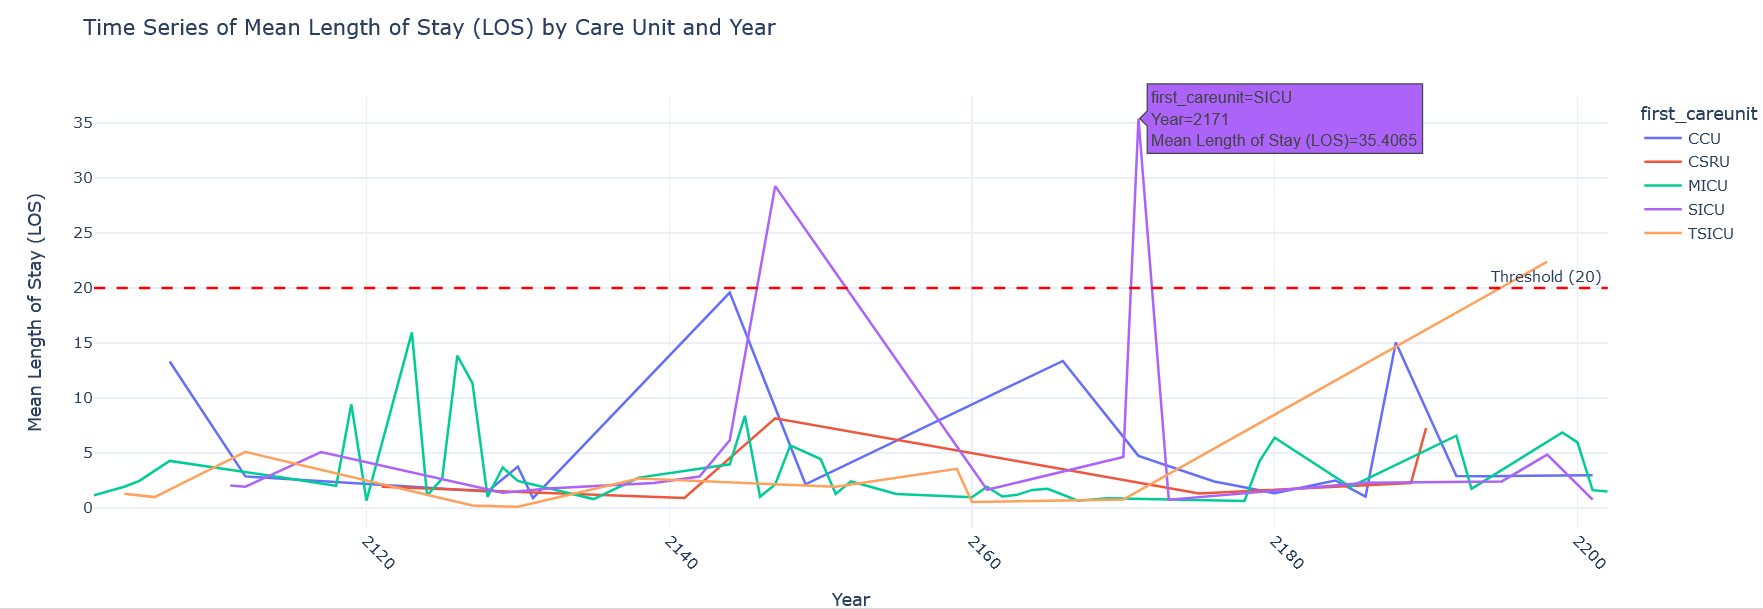 Time Series of Mean Length of Stay (LOS) by Care Unit and Year
first_careunit=SICU
Year=2171
Mean Length of Stay (LOS)=35.4065
first_careunit
CCU
CSRU
MICU
SICU
TSICU
Mean Length of Stay (LOS)
35
30
25
20
15
10
5
0
Threshold (20)
2120
2140
2160
2180
2200
Year